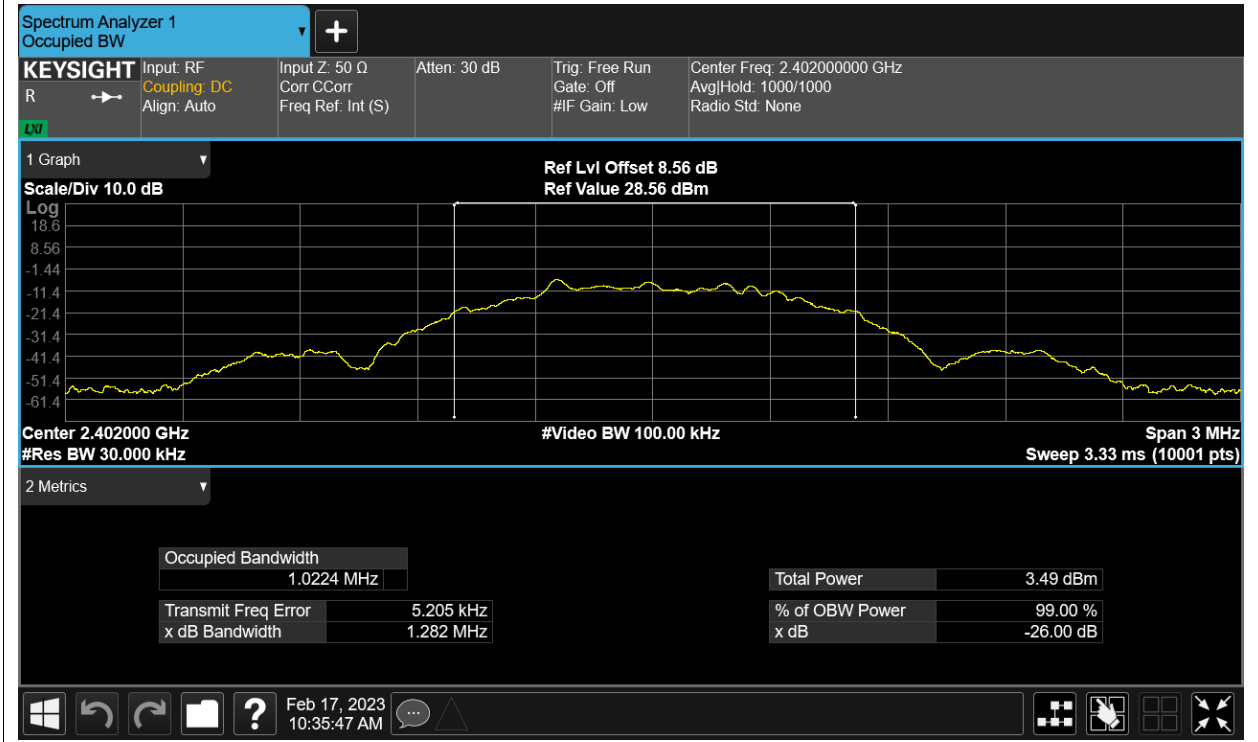 Spectrum Analyzer 1
Occupied BW
KEYSIGHT
R
LXI
Input: RF
Coupling: DC
Align: Auto
Input Z: 50 Ω
Corr CCorr
Freq Ref: Int (S)
Atten: 30 dB
Trig: Free Run
Gate: Off
#IF Gain: Low
Center Freq: 2.402000000 GHz
Avg|Hold: 1000/1000
Radio Std: None
1 Graph
Scale/Div 10.0 dB
Ref Lvl Offset 8.56 dB
Ref Value 28.56 dBm
Log
18.6
8.56
-1.44
-11.4
-21.4
-31.4
-41.4
-51.4
-61.4
Center 2.402000 GHz
#Video BW 100.00 kHz
Span 3 MHz
#Res BW 30.000 kHz
Sweep 3.33 ms (10001 pts)
2 Metrics
Occupied Bandwidth
1.0224 MHz
Total Power 3.49 dBm
Transmit Freq Error 5.205 kHz
% of OBW Power 99.00 %
x dB Bandwidth 1.282 MHz
x dB -26.00 dB
?
Feb 17, 2023
10:35:47 AM